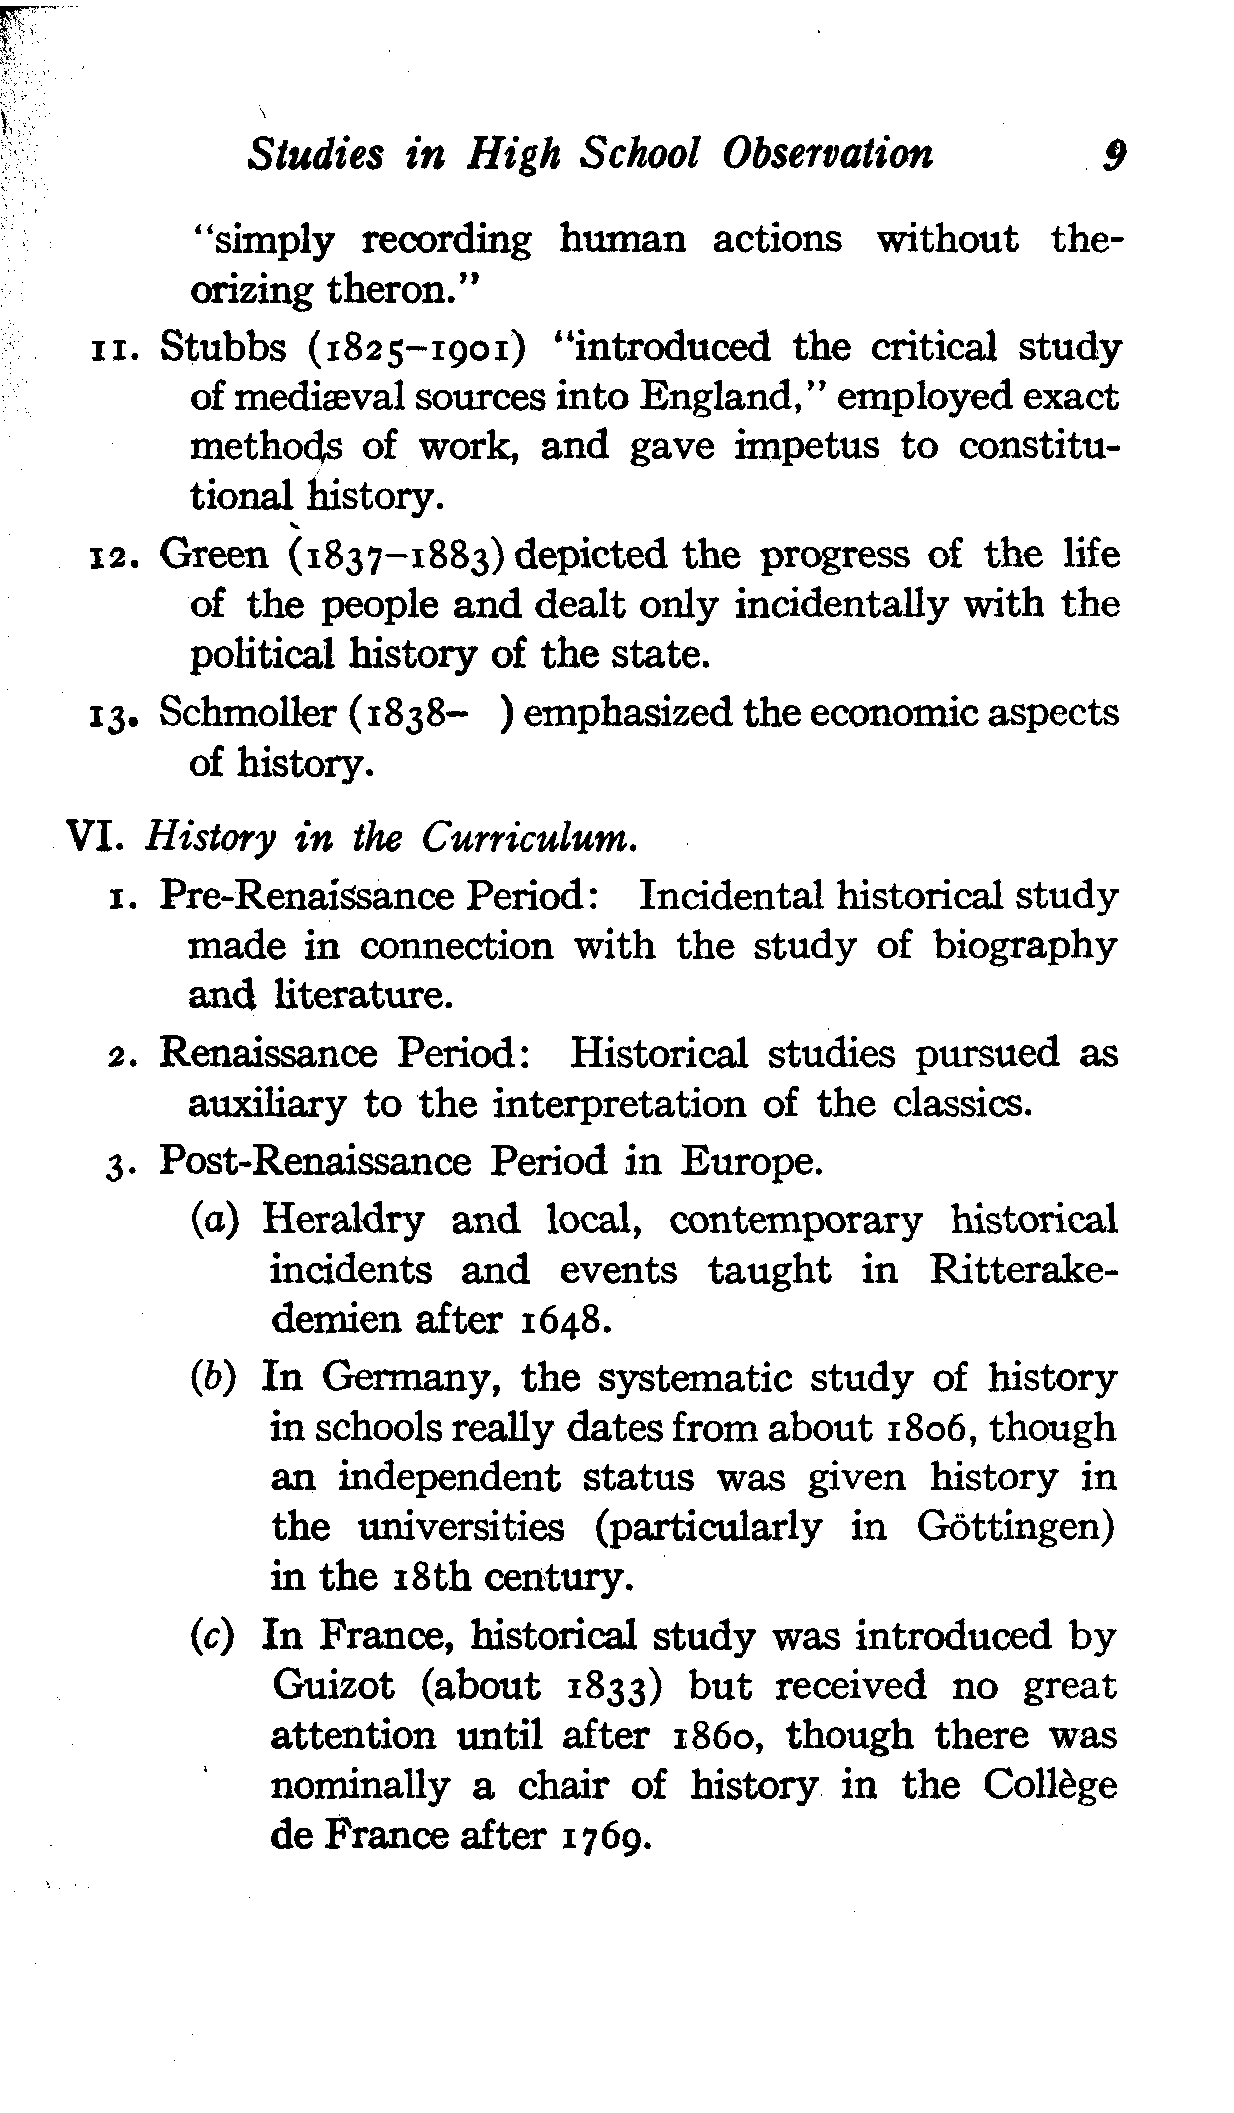 Studies in High School Observation 9
"simply recording human actions without the-
orizing theron."
11. Stubbs (1825–1901) "introduced the critical study
of mediæval sources into England," employed exact
methods of work, and gave impetus to constitu-
tional history.
12. Green (1837–1883) depicted the progress of the life
of the people and dealt only incidentally with the
political history of the state.
13. Schmoller (1838– ) emphasized the economic aspects
of history.
VI. History in the Curriculum.
1. Pre-Renaissance Period: Incidental historical study
made in connection with the study of biography
and literature.
2. Renaissance Period: Historical studies pursued as
auxiliary to the interpretation of the classics.
3. Post-Renaissance Period in Europe.
(a) Heraldry and local, contemporary historical
incidents and events taught in Ritterake-
demien after 1648.
(b) In Germany, the systematic study of history
in schools really dates from about 1806, though
an independent status was given history in
the universities (particularly in Göttingen)
in the 18th century.
(c) In France, historical study was introduced by
Guizot (about 1833) but received no great
attention until after 1860, though there was
nominally a chair of history in the Collège
de France after 1769.